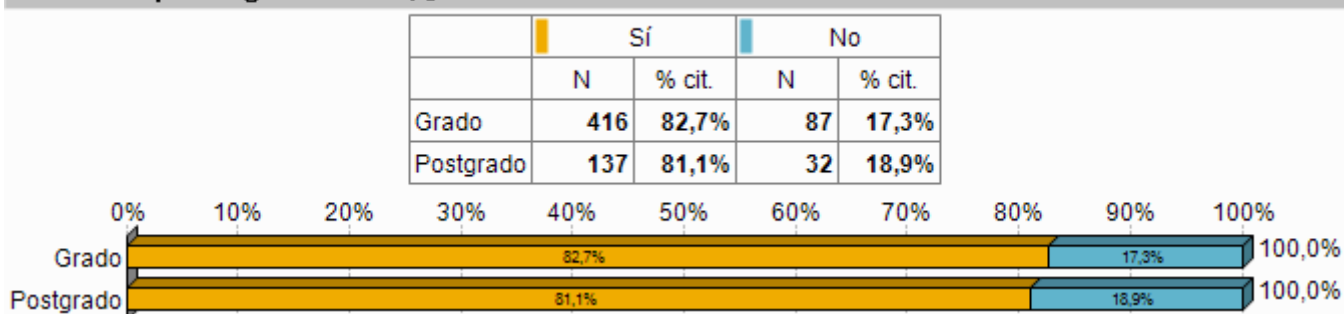 Sí No
N % cit. N % cit.
Grado 416 82,7% 87 17,3%
Postgrado 137 81,1% 32 18,9%
0% 10% 20% 30% 40% 50% 60% 70% 80% 90% 100%
Grado 82,7% 17,3% 100,0%
Postgrado 81,1% 18,9% 100,0%